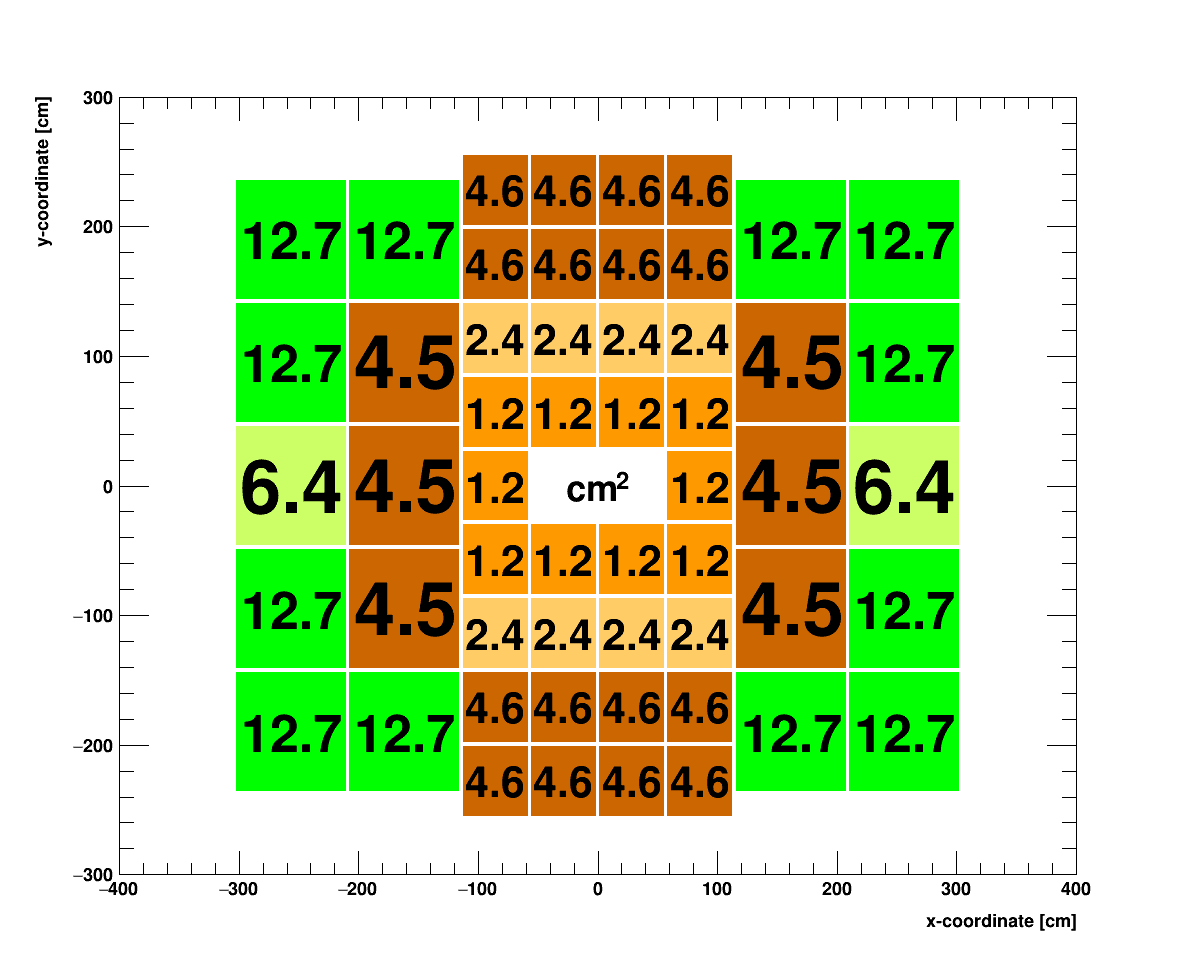 y-coordinate [cm]
300
200
100
0
−100
−200
−300
4.6 4.6 4.6 4.6
12.7 12.7 4.6 4.6 4.6 4.6 12.7 12.7
2.4 2.4 2.4 2.4
12.7 4.5 4.5 12.7
1.2 1.2 1.2 1.2
6.4 4.5 1.2 cm² 1.2 4.5 6.4
1.2 1.2 1.2 1.2
12.7 4.5 4.5 12.7
2.4 2.4 2.4 2.4
4.6 4.6 4.6 4.6
12.7 12.7 12.7 12.7
4.6 4.6 4.6 4.6
−400 −300 −200 −100 0 100 200 300 400
x-coordinate [cm]